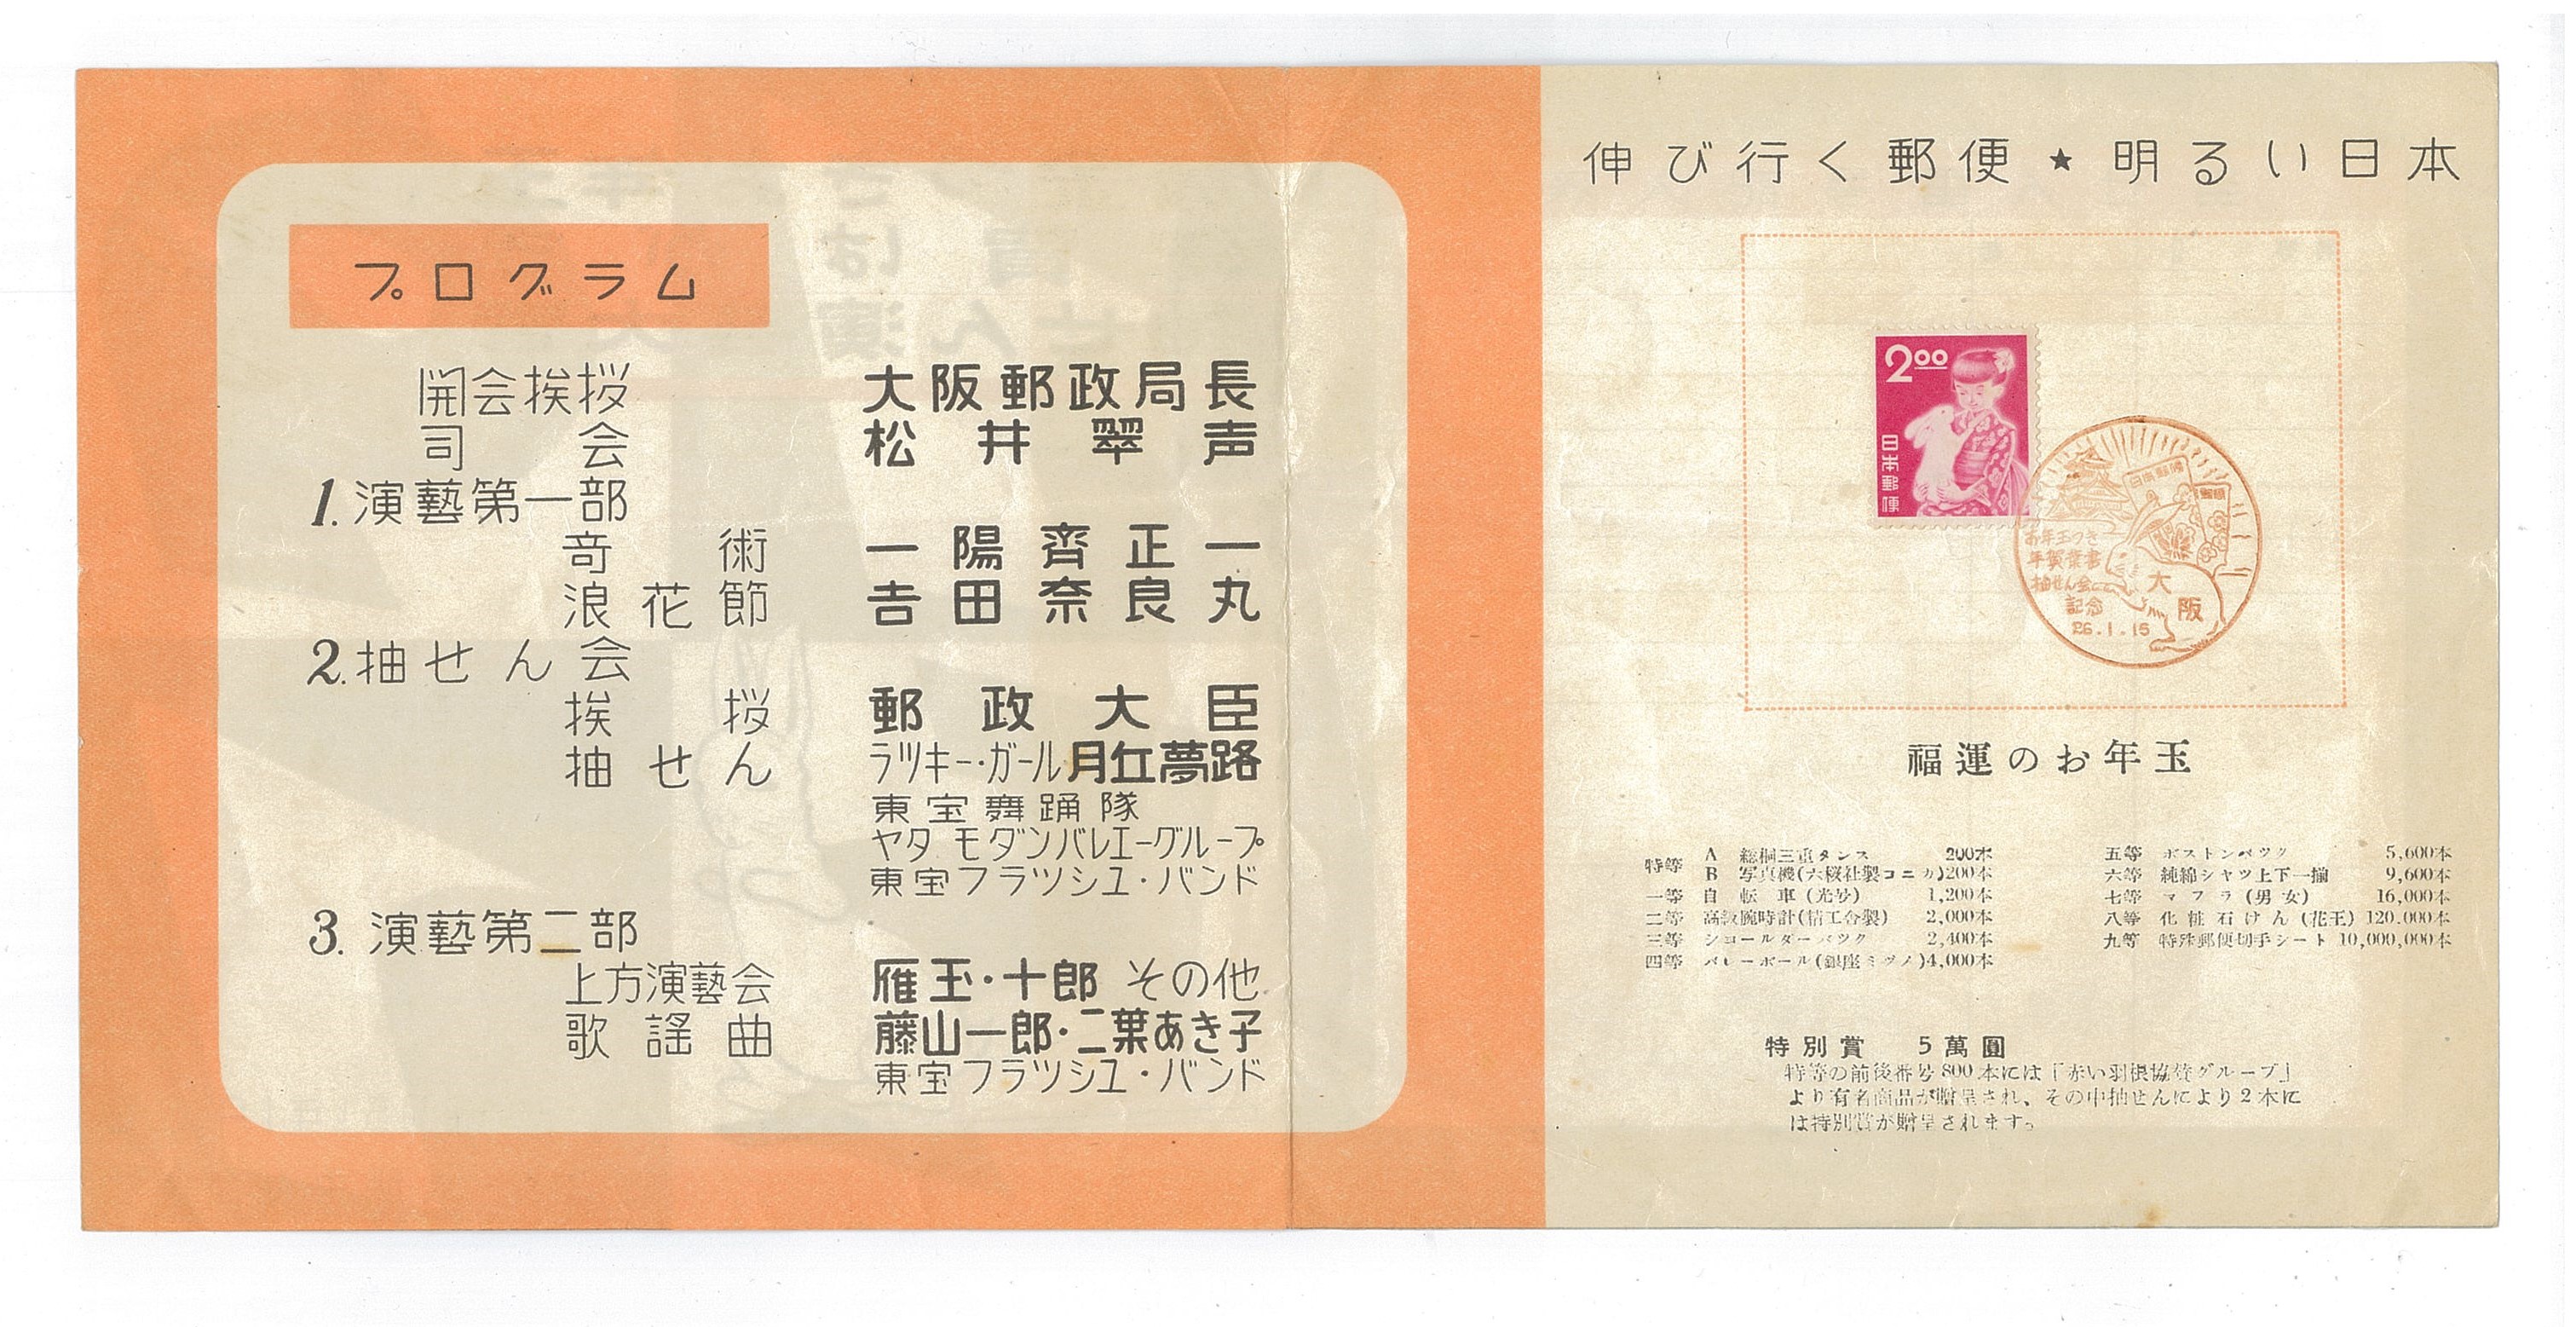 プログラム
開会挨拶 大阪郵政局長
司会 松井翠声
1. 演藝第一部
奇術 一陽斉正一
浪花節 吉田奈良丸
2. 抽せん会
挨拶 郵政大臣
抽せん ラツキー・ガール 月丘夢路
東宝舞踊隊
ヤタ モダンバレエーグループ
東宝フラツシユ・バンド
3. 演藝第二部
上方演藝会 雁玉・十郎 その他
歌謡曲 藤山一郎・二葉あき子
東宝フラツシユ・バンド
伸び行く郵便★明るい日本
2.00
日本郵便
日本郵便
郵便
お年玉つき
年賀葉書
抽せん会
記念
26.1.15
大阪
福運のお年玉
特等 A 総桐三重タンス 200本
B 写真機(六桜社製コニカ)200本
一等 自転車(光号) 1,200本
二等 高級腕時計(精工舎製) 2,000本
三等 シヨールダーバツク 2,400本
四等 バレーボール(銀座ミヅノ)4,000本
五等 ボストンバツク 5,600本
六等 純綿シヤツ上下一揃 9,600本
七等 マフラ(男女) 16,000本
八等 化粧石けん(花王) 120.000本
九等 特殊郵便切手シート 10,000,000本
特別賞 5萬圓
特等の前後番号800本には「赤い羽根協賛グループ」
より有名商品が贈呈され、その中抽せんにより2本に
は特別賞が贈呈されます。